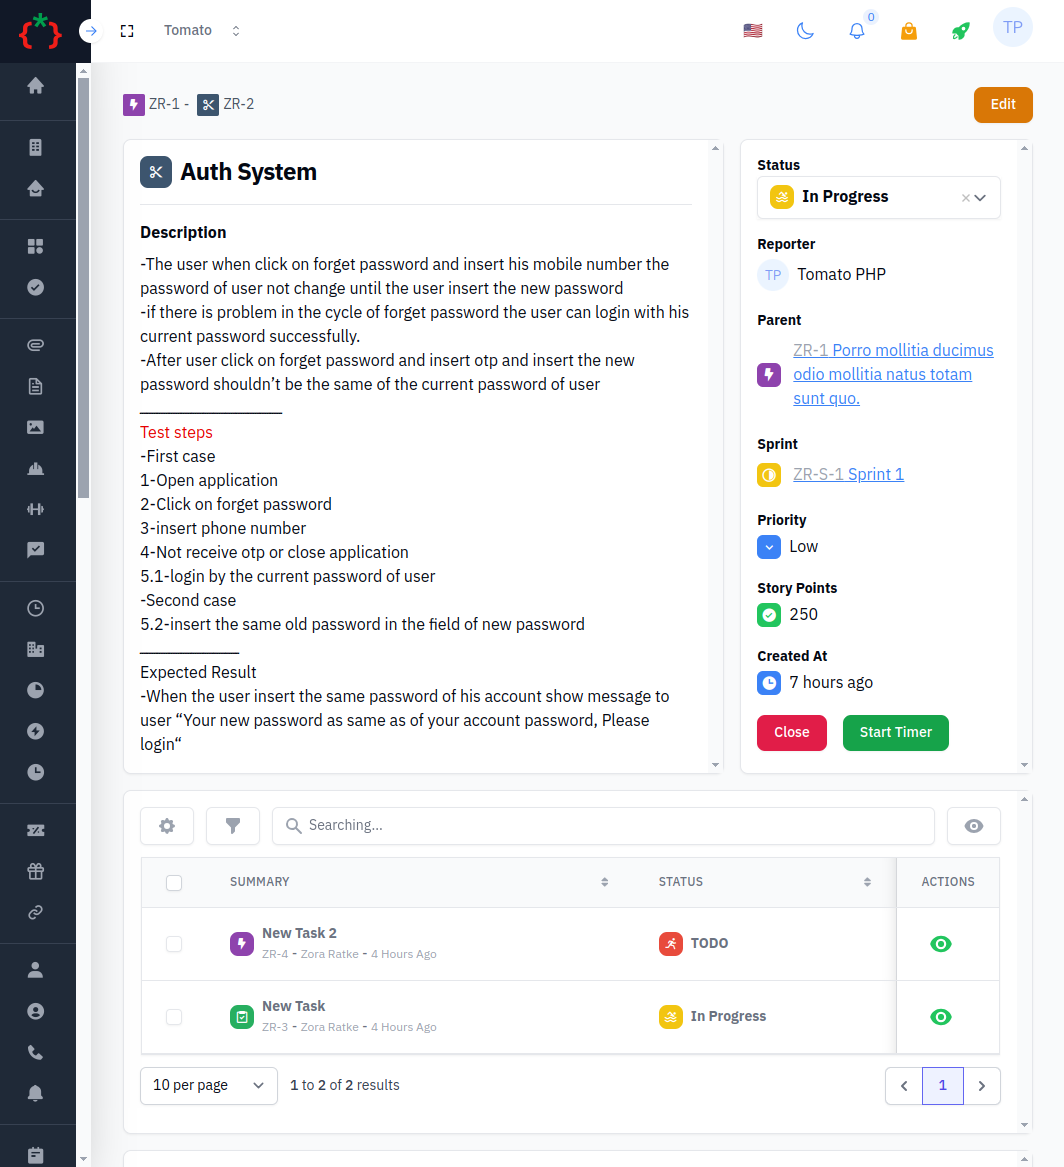 Tomato
0
TP
ZR-1 - ZR-2
Edit
Auth System
Description
-The user when click on forget password and insert his mobile number the
password of user not change until the user insert the new password
-if there is problem in the cycle of forget password the user can login with his
current password successfully.
-After user click on forget password and insert otp and insert the new
password shouldn’t be the same of the current password of user
____________________
Test steps
-First case
1-Open application
2-Click on forget password
3-insert phone number
4-Not receive otp or close application
5.1-login by the current password of user
-Second case
5.2-insert the same old password in the field of new password
______________
Expected Result
-When the user insert the same password of his account show message to
user “Your new password as same as of your account password, Please
login“
Status
In Progress
Reporter
TP Tomato PHP
Parent
ZR-1 Porro mollitia ducimus
odio mollitia natus totam
sunt quo.
Sprint
ZR-S-1 Sprint 1
Priority
Low
Story Points
250
Created At
7 hours ago
Close Start Timer
Searching...
SUMMARY STATUS ACTIONS
New Task 2
ZR-4 - Zora Ratke - 4 Hours Ago
TODO
New Task
ZR-3 - Zora Ratke - 4 Hours Ago
In Progress
10 per page 1 to 2 of 2 results 1